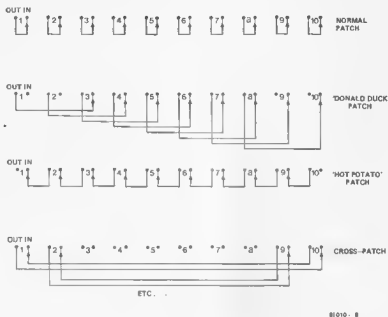 OUT IN
1 2 3 4 5 6 7 8 9 10
NORMAL
PATCH
OUT IN
1 2 3 4 5 6 7 8 9 10
'DONALD DUCK'
PATCH
OUT IN
1 2 3 4 5 6 7 8 9 10
'HOT POTATO'
PATCH
OUT IN
1 2 3 4 5 6 7 8 9 10
CROSS-PATCH
ETC.
81010-8